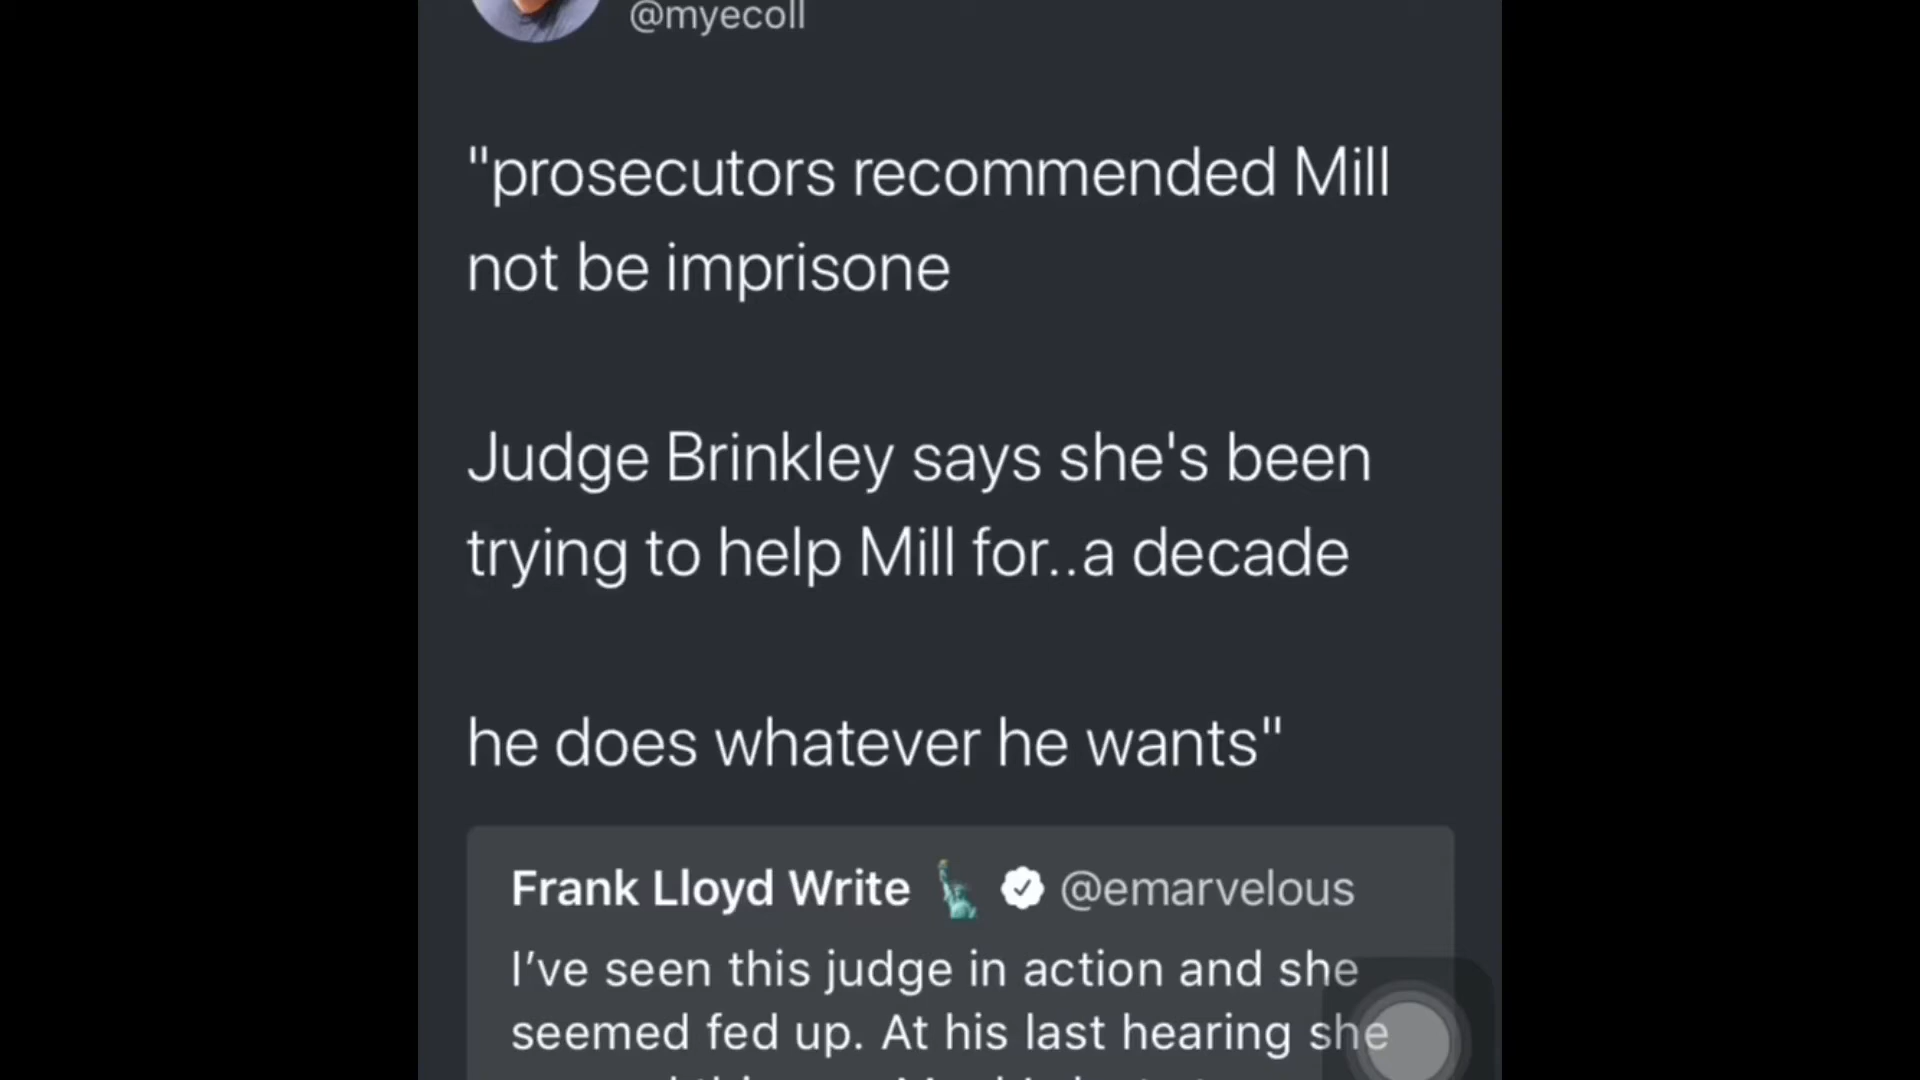 @myecoll
"prosecutors recommended Mill
not be imprisone
Judge Brinkley says she's been
trying to help Mill for..a decade
he does whatever he wants"
Frank Lloyd Write 🗽 @emarvelous
I’ve seen this judge in action and she
seemed fed up. At his last hearing she